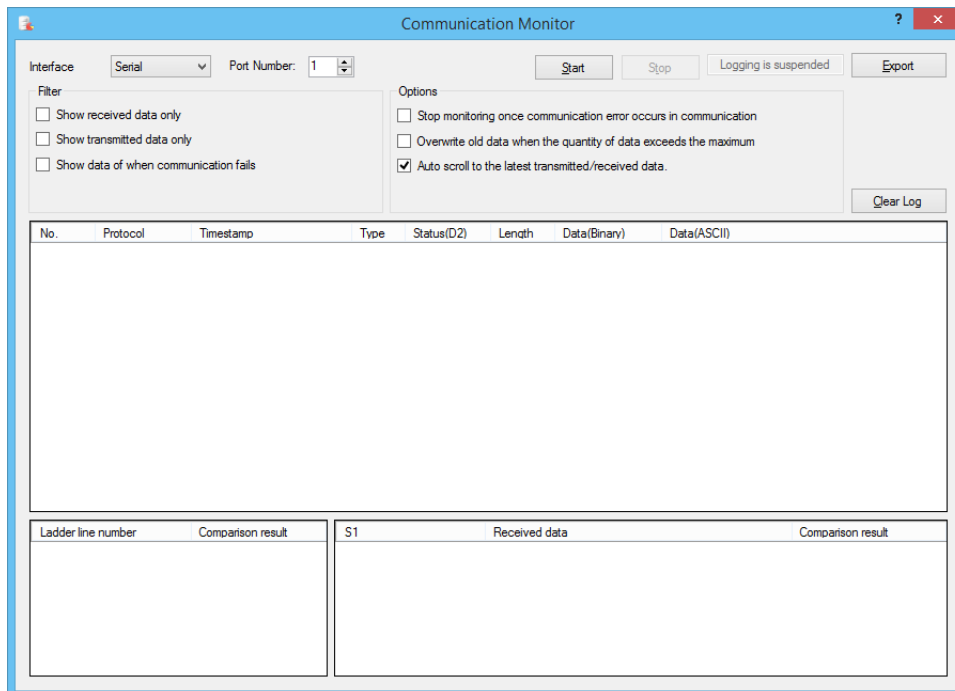 Communication Monitor
? ×
Interface Serial Port Number: 1 Start Stop Logging is suspended Export
Filter
Show received data only
Show transmitted data only
Show data of when communication fails
Options
Stop monitoring once communication error occurs in communication
Overwrite old data when the quantity of data exceeds the maximum
Auto scroll to the latest transmitted/received data.
Clear Log
No. Protocol Timestamp Type Status(D2) Length Data(Binary) Data(ASCII)
Ladder line number Comparison result
S1 Received data Comparison result